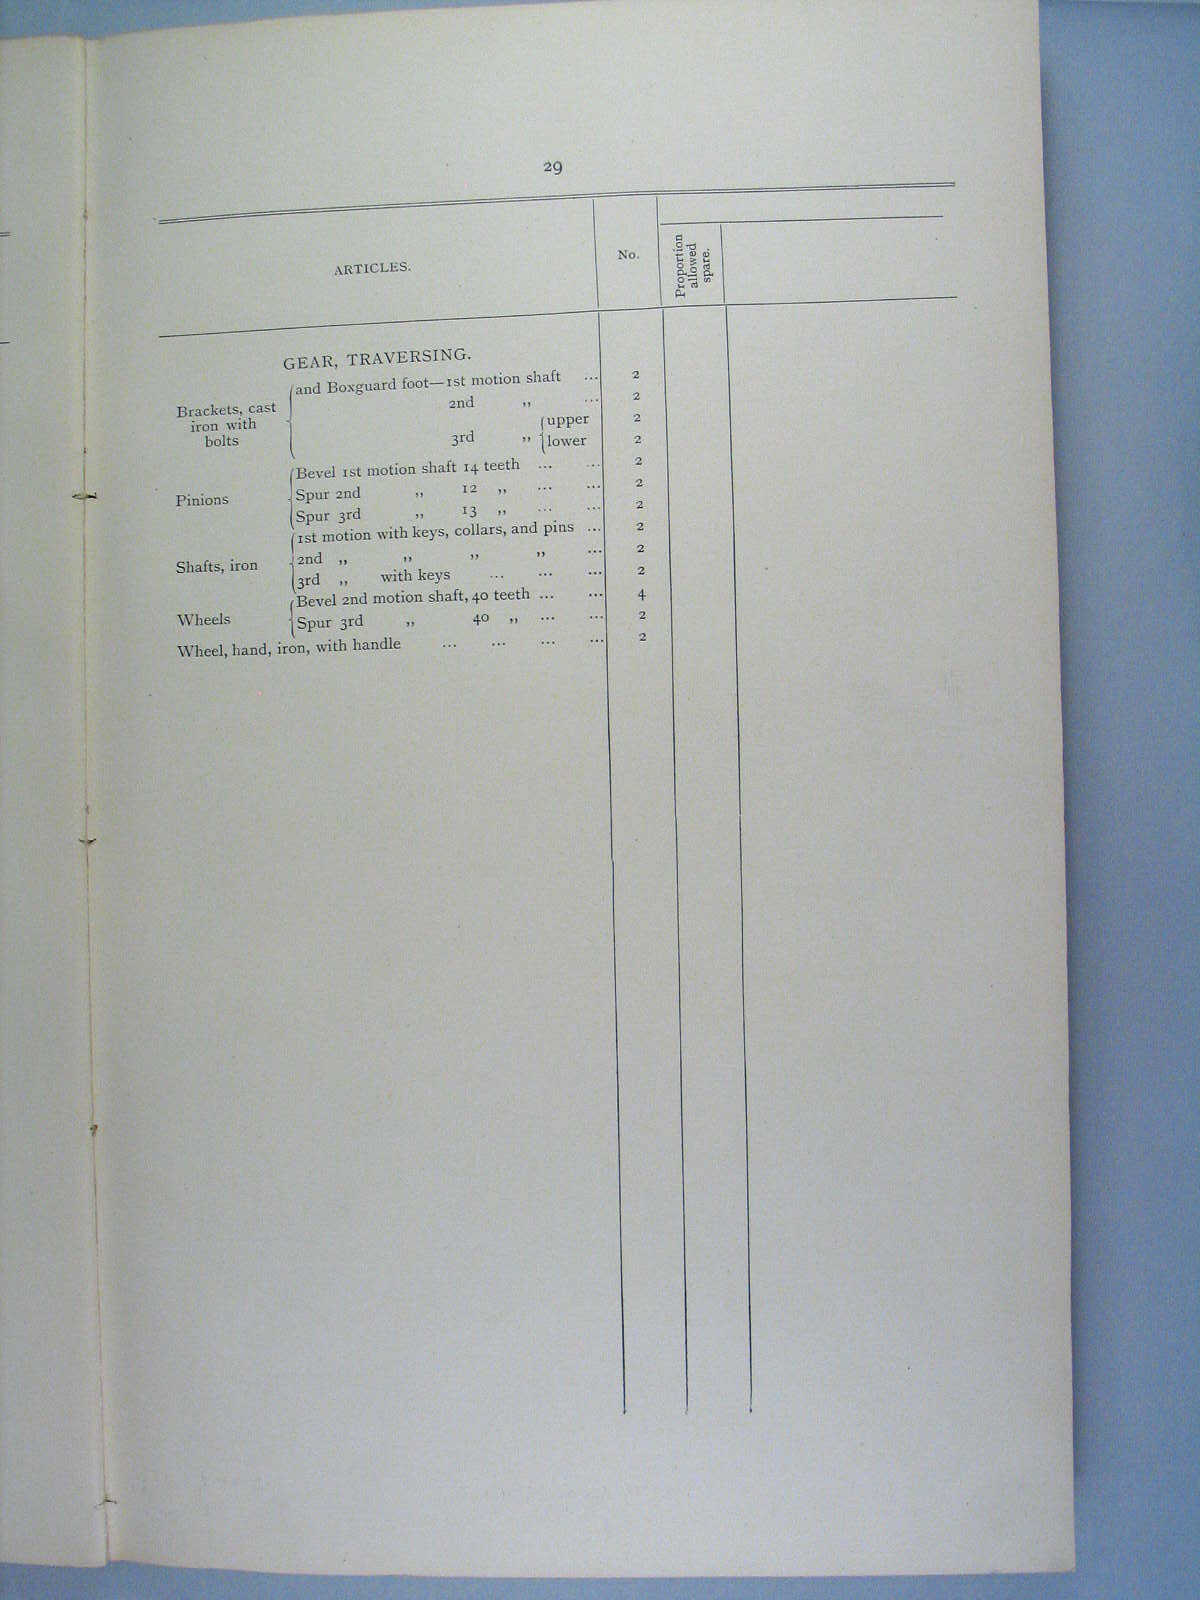 29
ARTICLES. No. Proportion allowed spare.
GEAR, TRAVERSING.
Brackets, cast iron with bolts
and Boxguard foot—1st motion shaft ... 2
2nd „ ... 2
3rd „ upper 2
lower 2
Pinions
Bevel 1st motion shaft 14 teeth ... ... 2
Spur 2nd „ 12 „ ... ... 2
Spur 3rd „ 13 „ ... ... 2
Shafts, iron
1st motion with keys, collars, and pins ... 2
2nd „ „ „ „ ... 2
3rd „ with keys ... ... ... 2
Wheels
Bevel 2nd motion shaft, 40 teeth ... ... 4
Spur 3rd „ 40 „ ... ... 2
Wheel, hand, iron, with handle ... ... ... ... 2